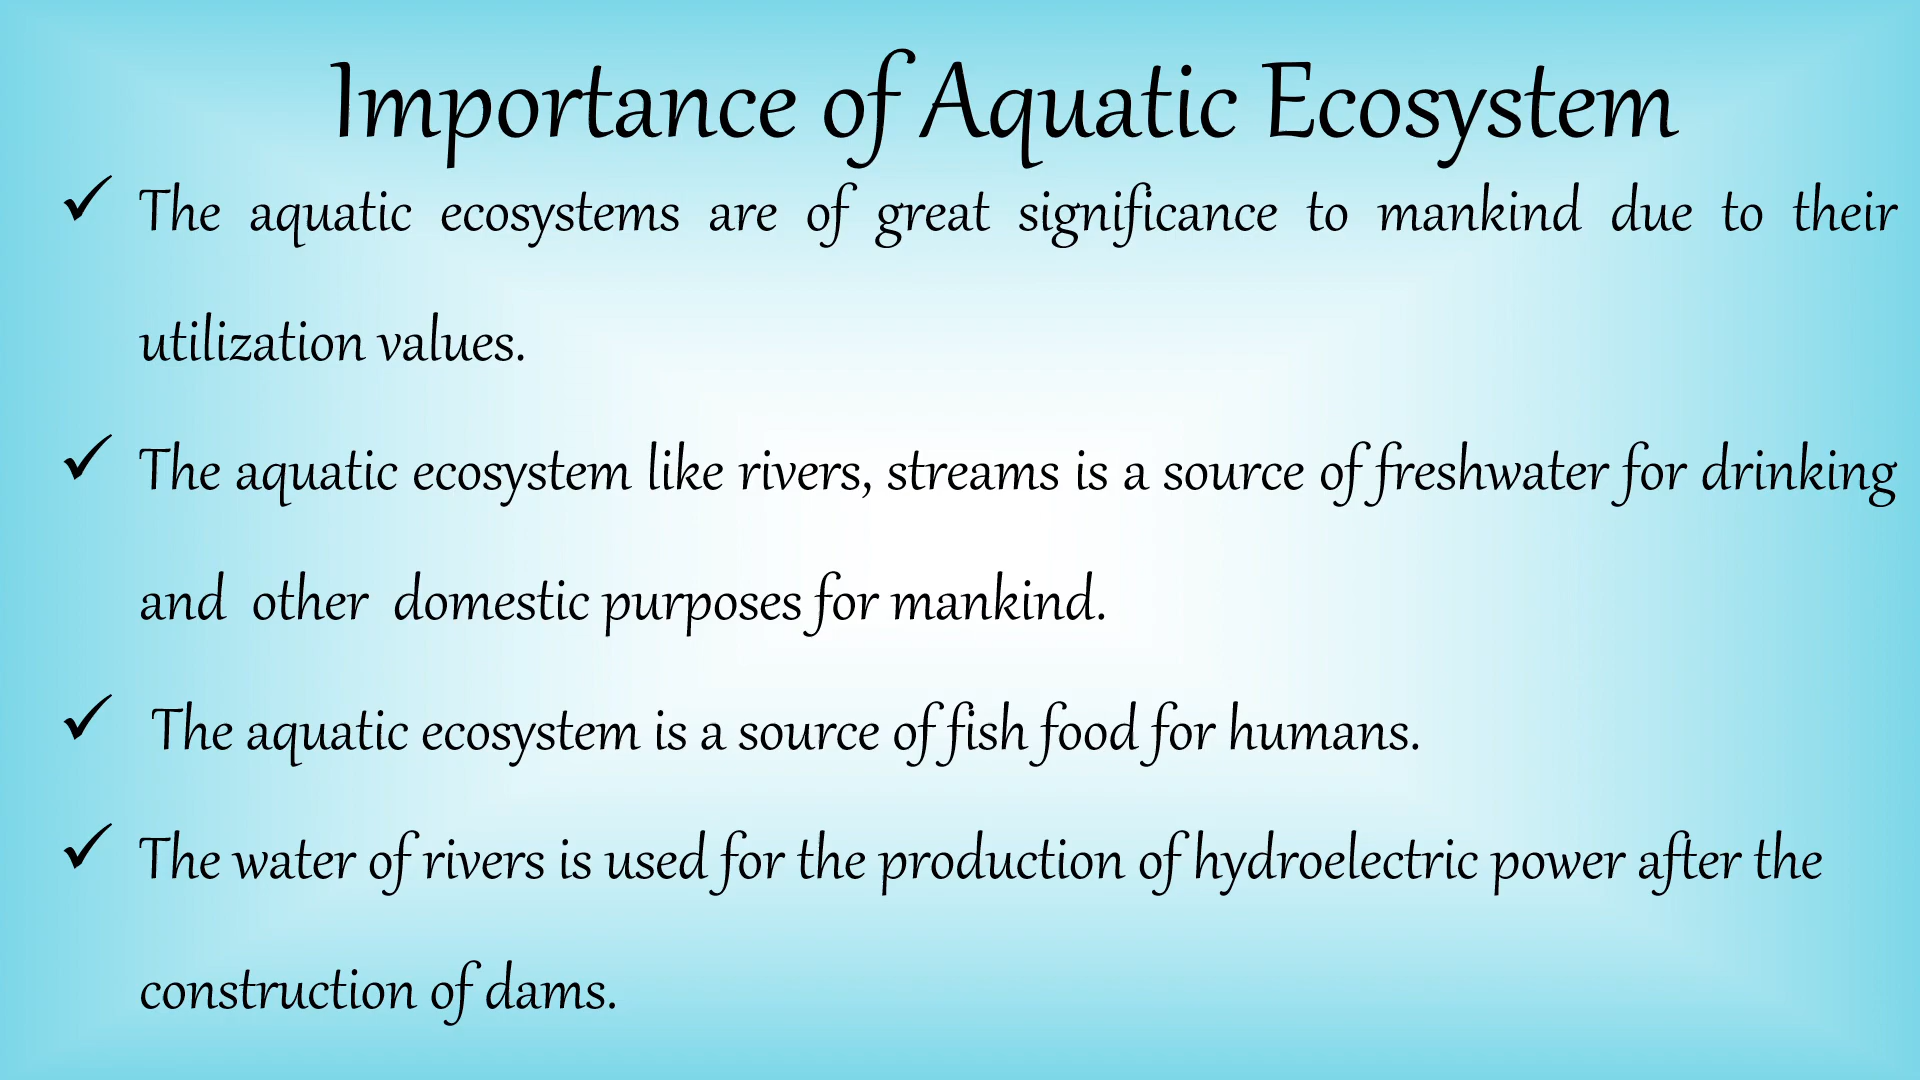 Importance of Aquatic Ecosystem
✓ The aquatic ecosystems are of great significance to mankind due to their
utilization values.
✓ The aquatic ecosystem like rivers, streams is a source of freshwater for drinking
and other domestic purposes for mankind.
✓ The aquatic ecosystem is a source of fish food for humans.
✓ The water of rivers is used for the production of hydroelectric power after the
construction of dams.